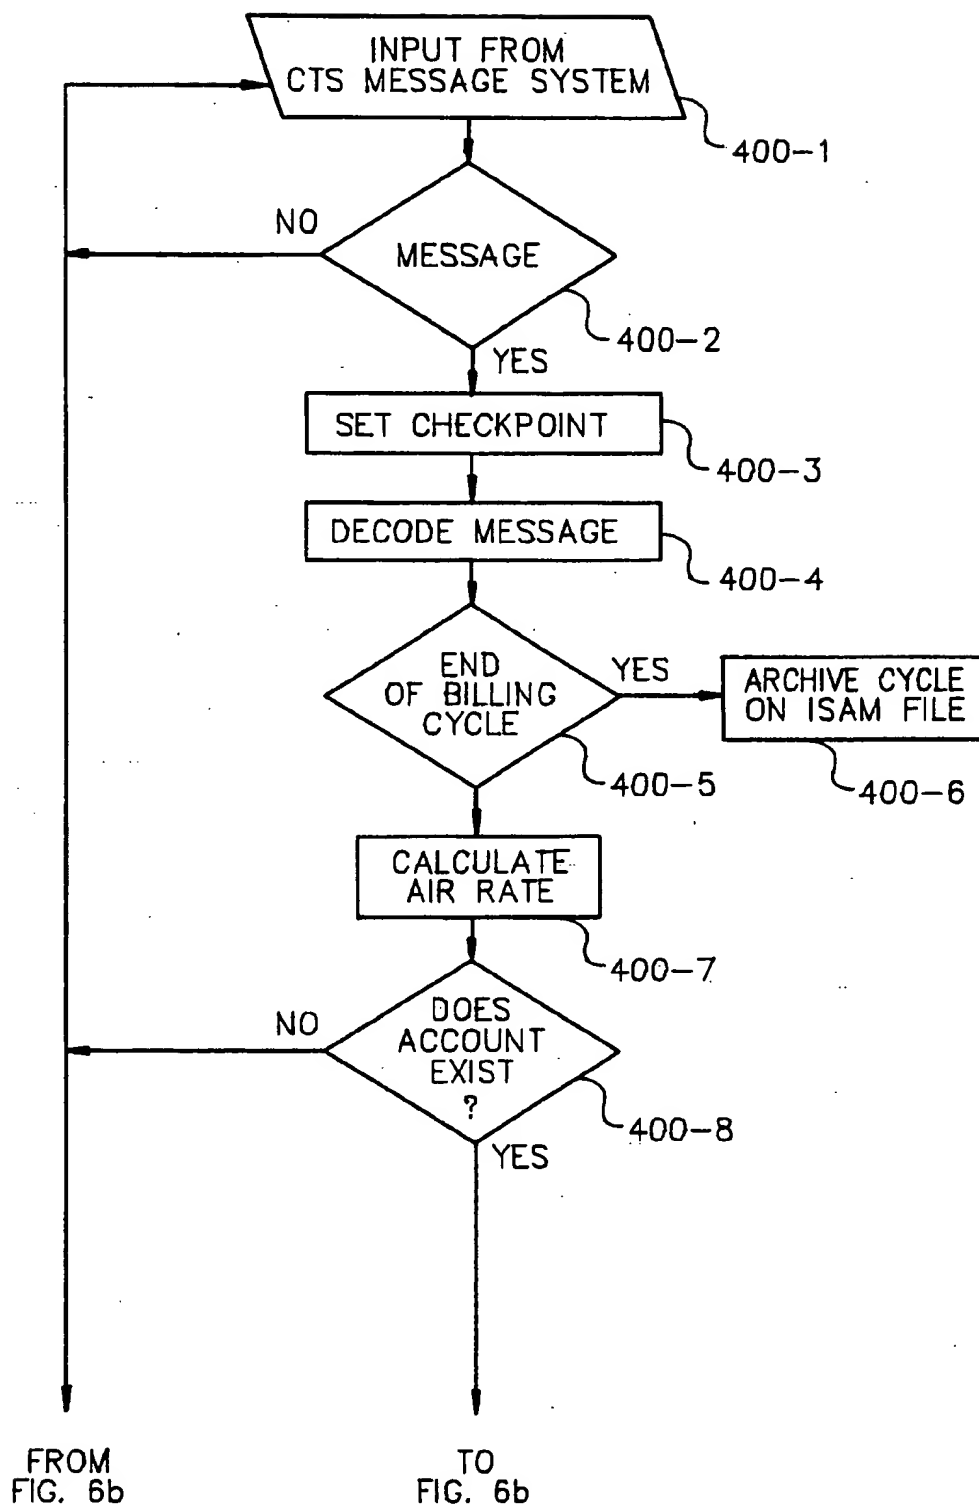 INPUT FROM
CTS MESSAGE SYSTEM
400-1
NO
MESSAGE
400-2
YES
SET CHECKPOINT
400-3
DECODE MESSAGE
400-4
END
OF BILLING
CYCLE
YES
ARCHIVE CYCLE
ON ISAM FILE
400-5
400-6
CALCULATE
AIR RATE
400-7
NO
DOES
ACCOUNT
EXIST
?
400-8
YES
FROM
FIG. 6b
TO
FIG. 6b